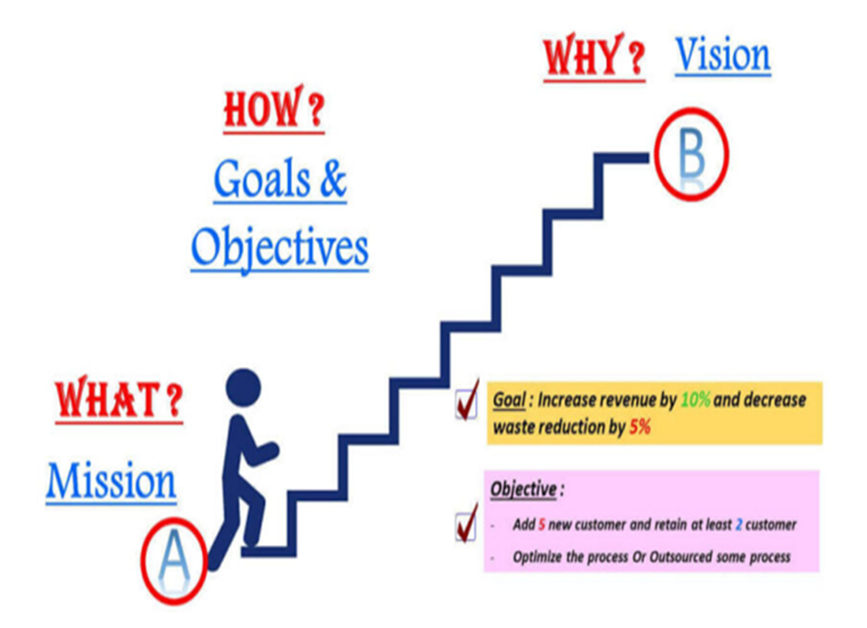 WHY? Vision
B
HOW?
Goals &
Objectives
WHAT?
Mission
A
Goal : Increase revenue by 10% and decrease
waste reduction by 5%
Objective :
- Add 5 new customer and retain at least 2 customer
- Optimize the process Or Outsourced some process